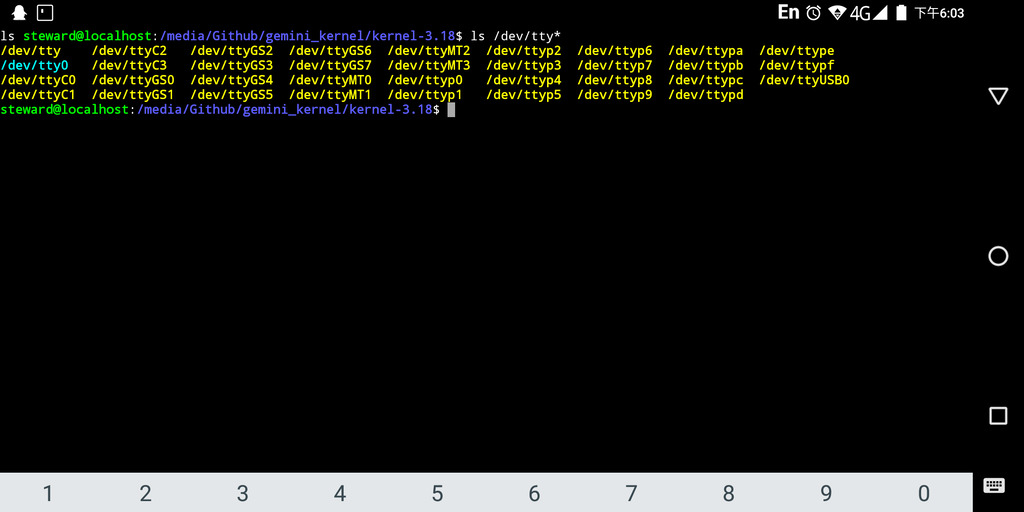 En 4G 下午6:03
ls steward@localhost:/media/Github/gemini_kernel/kernel-3.18$ ls /dev/tty*
/dev/tty /dev/ttyC2 /dev/ttyGS2 /dev/ttyGS6 /dev/ttyMT2 /dev/ttyp2 /dev/ttyp6 /dev/ttypa /dev/ttype
/dev/tty0 /dev/ttyC3 /dev/ttyGS3 /dev/ttyGS7 /dev/ttyMT3 /dev/ttyp3 /dev/ttyp7 /dev/ttypb /dev/ttypf
/dev/ttyC0 /dev/ttyGS0 /dev/ttyGS4 /dev/ttyMT0 /dev/ttyp0 /dev/ttyp4 /dev/ttyp8 /dev/ttypc /dev/ttyUSB0
/dev/ttyC1 /dev/ttyGS1 /dev/ttyGS5 /dev/ttyMT1 /dev/ttyp1 /dev/ttyp5 /dev/ttyp9 /dev/ttypd
steward@localhost:/media/Github/gemini_kernel/kernel-3.18$
1 2 3 4 5 6 7 8 9 0